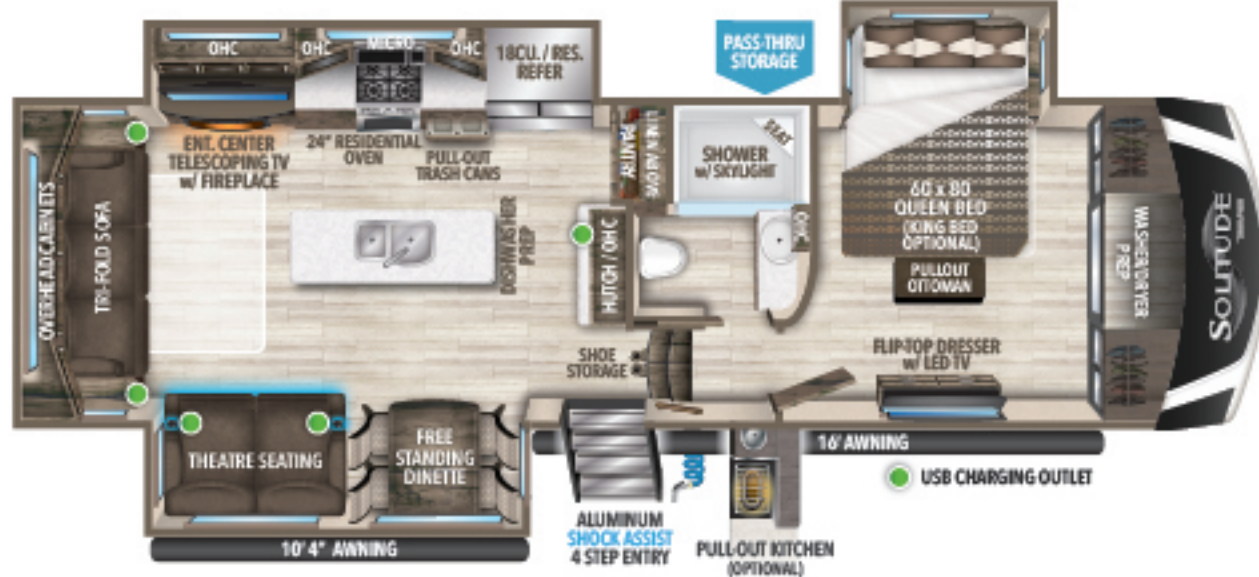 PASS-THRU
STORAGE
OHC
OHC
MICRO
OHC
18CU. / RES.
REFER
ENT. CENTER
TELESCOPING TV
w/ FIREPLACE
24" RESIDENTIAL
OVEN
PULL-OUT
TRASH CANS
PANTRY
LINEN / ADV.
SHOWER
w/ SKYLIGHT
SEAT
60 x 80
QUEEN BED
(KING BED
OPTIONAL)
OVERHEAD CABINETS
TRI-FOLD SOFA
DISHWASHER
PREP
HUTCH / OHC
OHC
PULLOUT
OTTOMAN
WASHER/DRYER
PREP
SOLITUDE
SHOE
STORAGE
FLIP-TOP DRESSER
w/ LED TV
THEATRE SEATING
FREE
STANDING
DINETTE
16' AWNING
USB CHARGING OUTLET
10' 4" AWNING
ALUMINUM
SHOCK ASSIST
4 STEP ENTRY
PULL-OUT KITCHEN
(OPTIONAL)